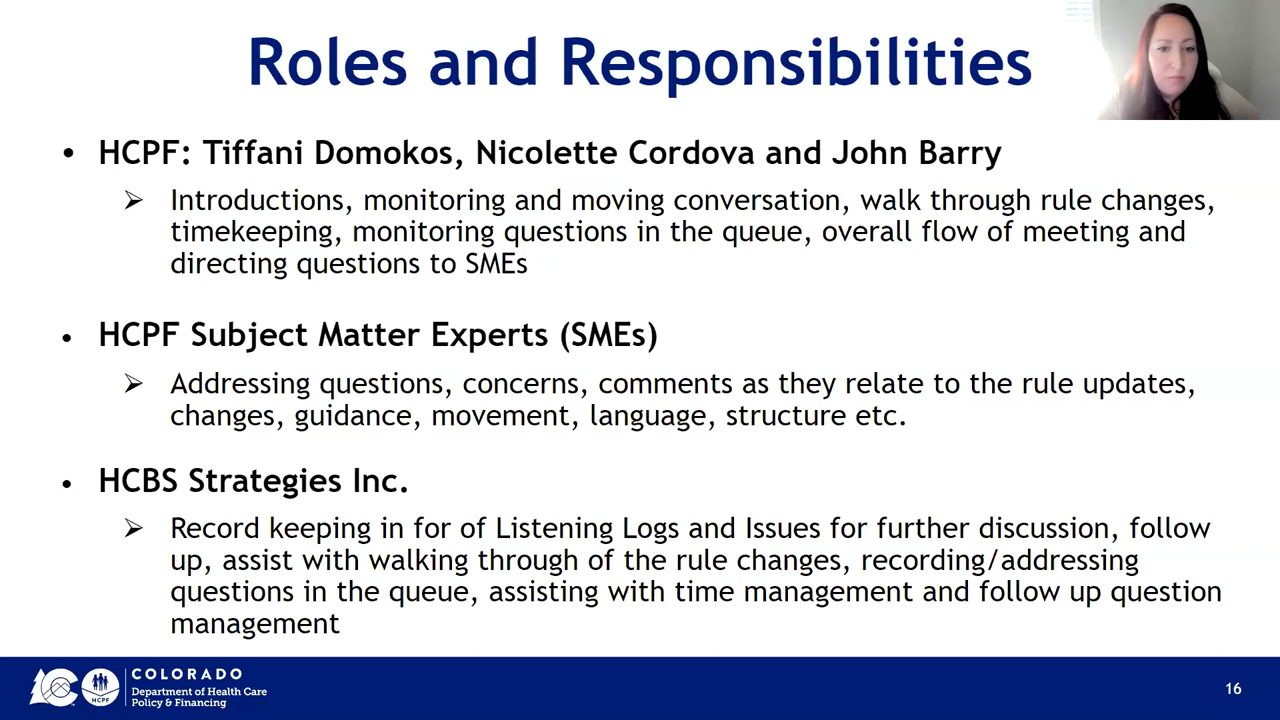 Roles and Responsibilities
• HCPF: Tiffani Domokos, Nicolette Cordova and John Barry
➢ Introductions, monitoring and moving conversation, walk through rule changes,
timekeeping, monitoring questions in the queue, overall flow of meeting and
directing questions to SMEs
• HCPF Subject Matter Experts (SMEs)
➢ Addressing questions, concerns, comments as they relate to the rule updates,
changes, guidance, movement, language, structure etc.
• HCBS Strategies Inc.
➢ Record keeping in for of Listening Logs and Issues for further discussion, follow
up, assist with walking through of the rule changes, recording/addressing
questions in the queue, assisting with time management and follow up question
management
HCPF
COLORADO
Department of Health Care
Policy & Financing
16